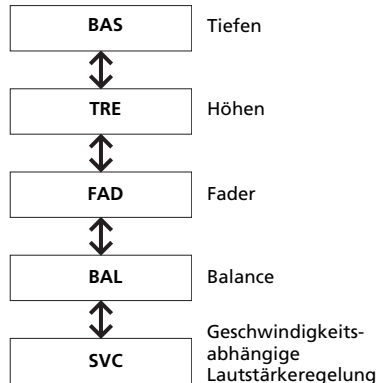 BAS Tiefen
TRE Höhen
FAD Fader
BAL Balance
SVC Geschwindigkeits-
abhängige
Lautstärkeregelung